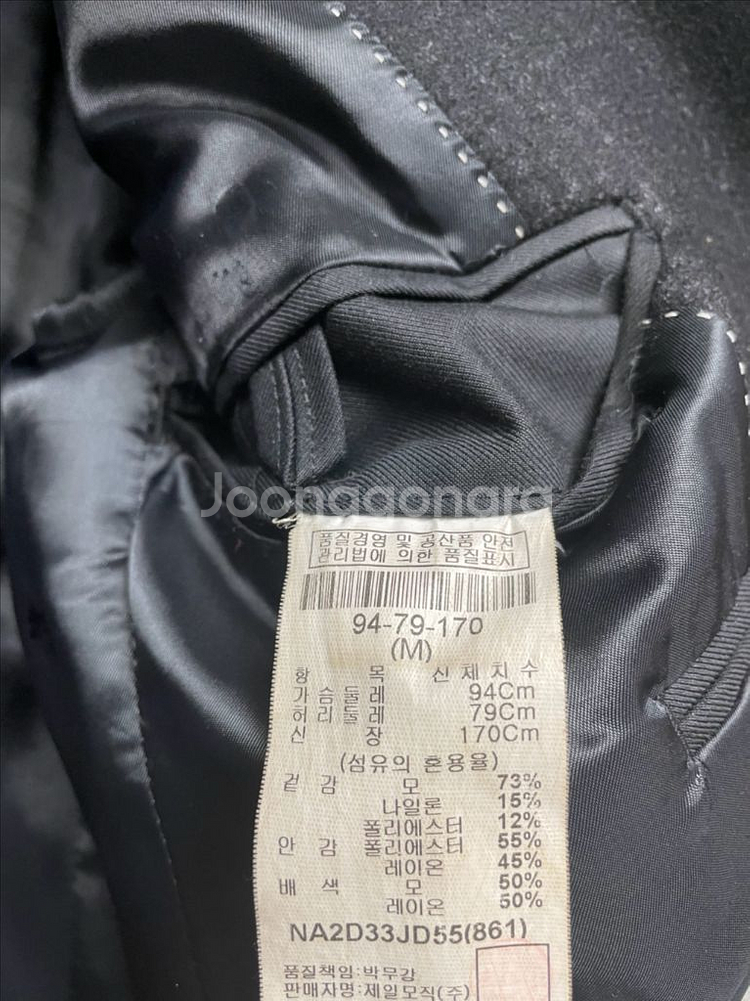 Joonggonara
품질경영 및 공산품 안전
관리법에 의한 품질표시
94-79-170
(M)
항 목 신체치수
가슴둘레 94Cm
허리둘레 79Cm
신 장 170Cm
(섬유의 혼용율)
겉 감 모 73%
나일론 15%
폴리에스터 12%
안 감 폴리에스터 55%
레이온 45%
배 색 모 50%
레이온 50%
NA2D33JD55(861)
품질책임:박무강
판매자명:제일모직(주)